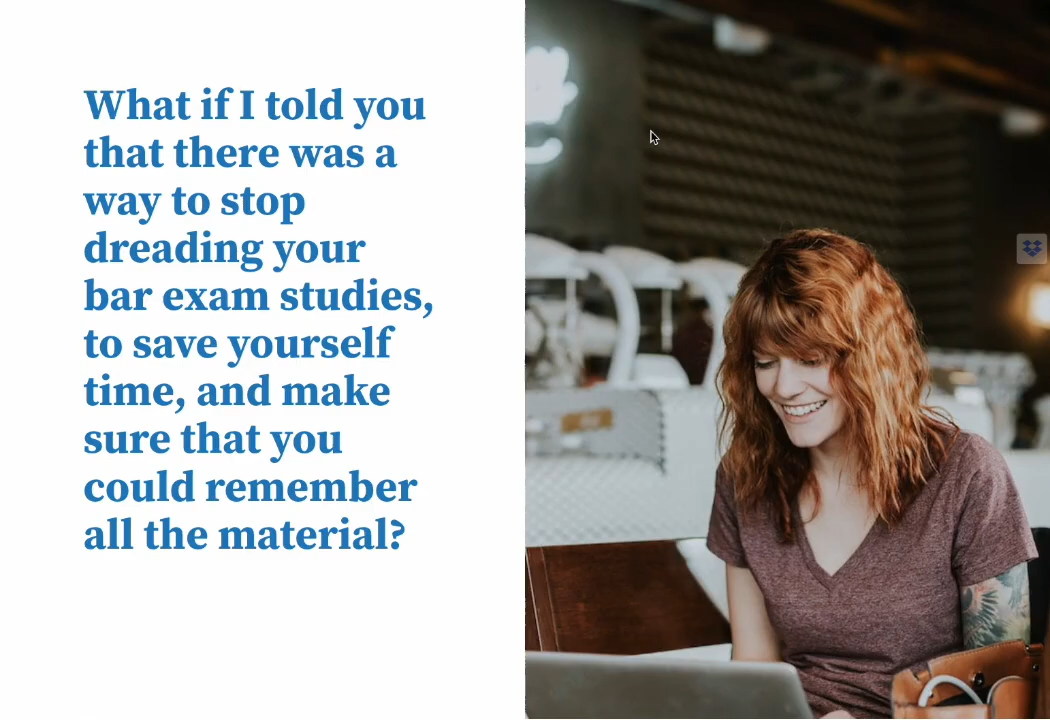 What if I told you
that there was a
way to stop
dreading your
bar exam studies,
to save yourself
time, and make
sure that you
could remember
all the material?